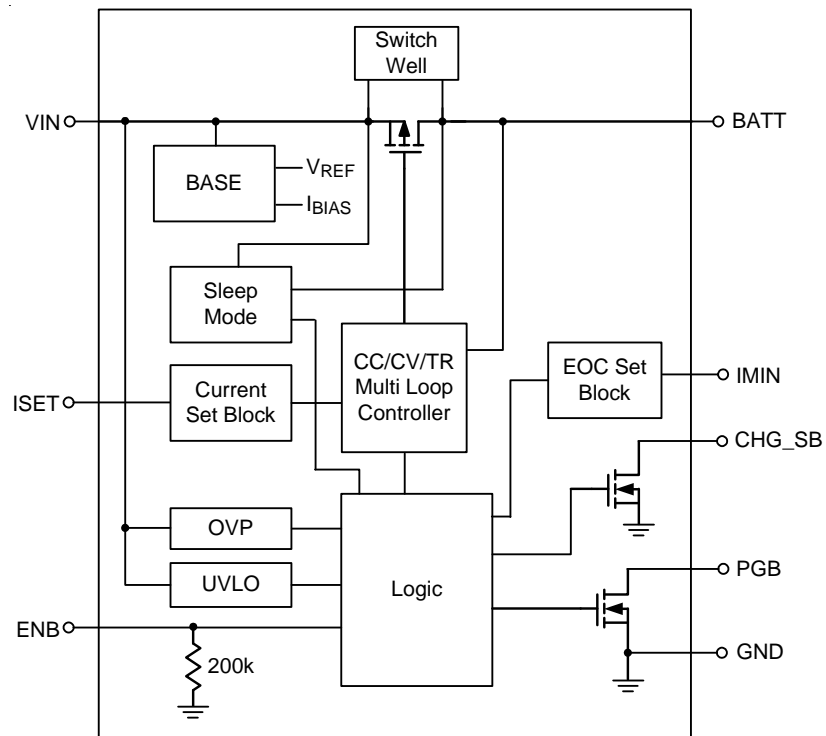 Switch
Well
VIN
BATT
BASE
VREF
IBIAS
Sleep
Mode
CC/CV/TR
Multi Loop
Controller
EOC Set
Block
IMIN
ISET
Current
Set Block
CHG_SB
OVP
UVLO
Logic
PGB
ENB
200k
GND